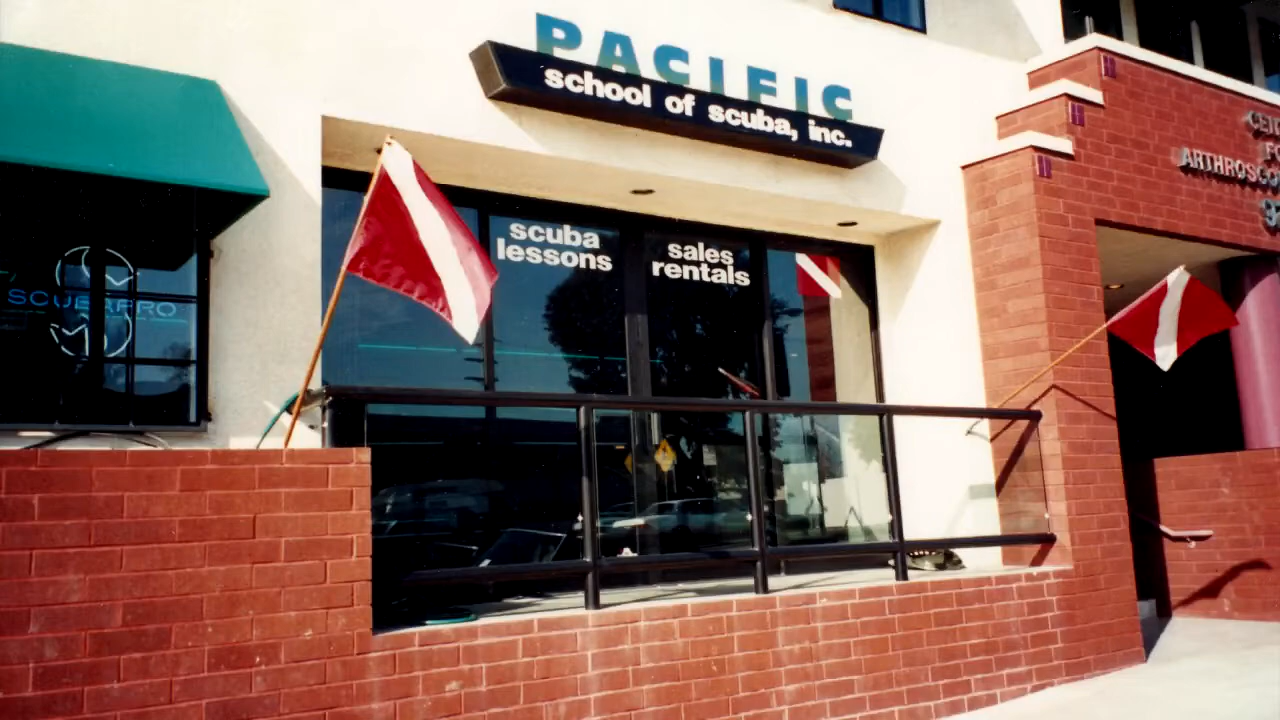 PACIFIC
school of scuba, inc.
scuba
lessons
sales
rentals
SCUBAPRO
ARTHROSCO